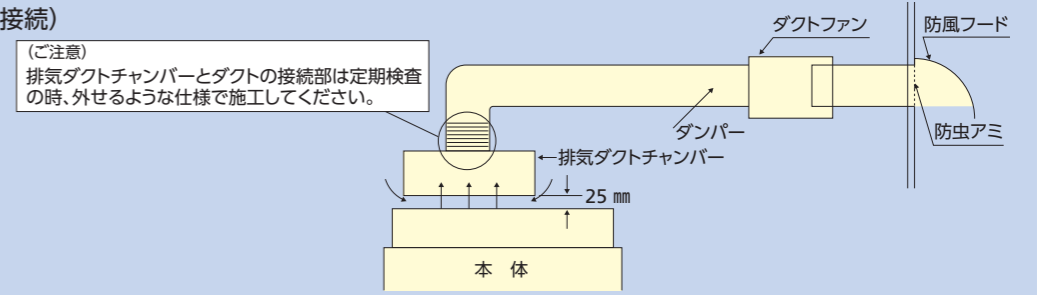 接続)
(ご注意)
排気ダクトチャンバーとダクトの接続部は定期検査
の時、外せるような仕様で施工してください。
ダクトファン
防風フード
ダンパー
防虫アミ
排気ダクトチャンバー
25 ㎜
本 体